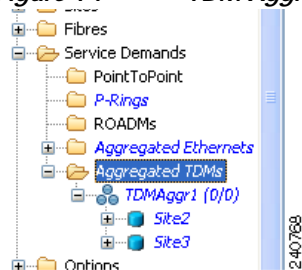 Fibres
Service Demands
PointToPoint
P-Rings
ROADMs
Aggregated Ethernets
Aggregated TDMs
TDMAggr1 (0/0)
Site2
Site3
Options
240768